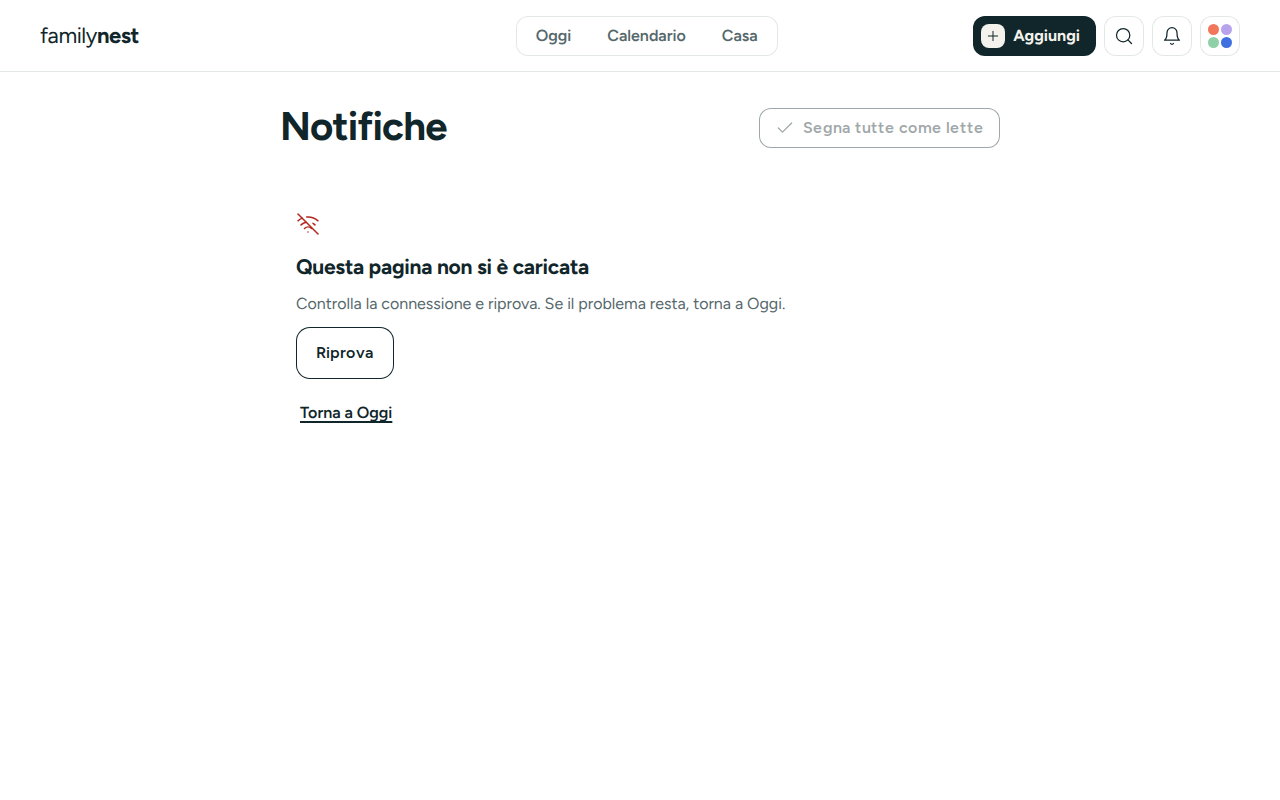 familynest
Oggi
Calendario
Casa
Aggiungi
Notifiche
Segna tutte come lette
Questa pagina non si è caricata
Controlla la connessione e riprova. Se il problema resta, torna a Oggi.
Riprova
Torna a Oggi